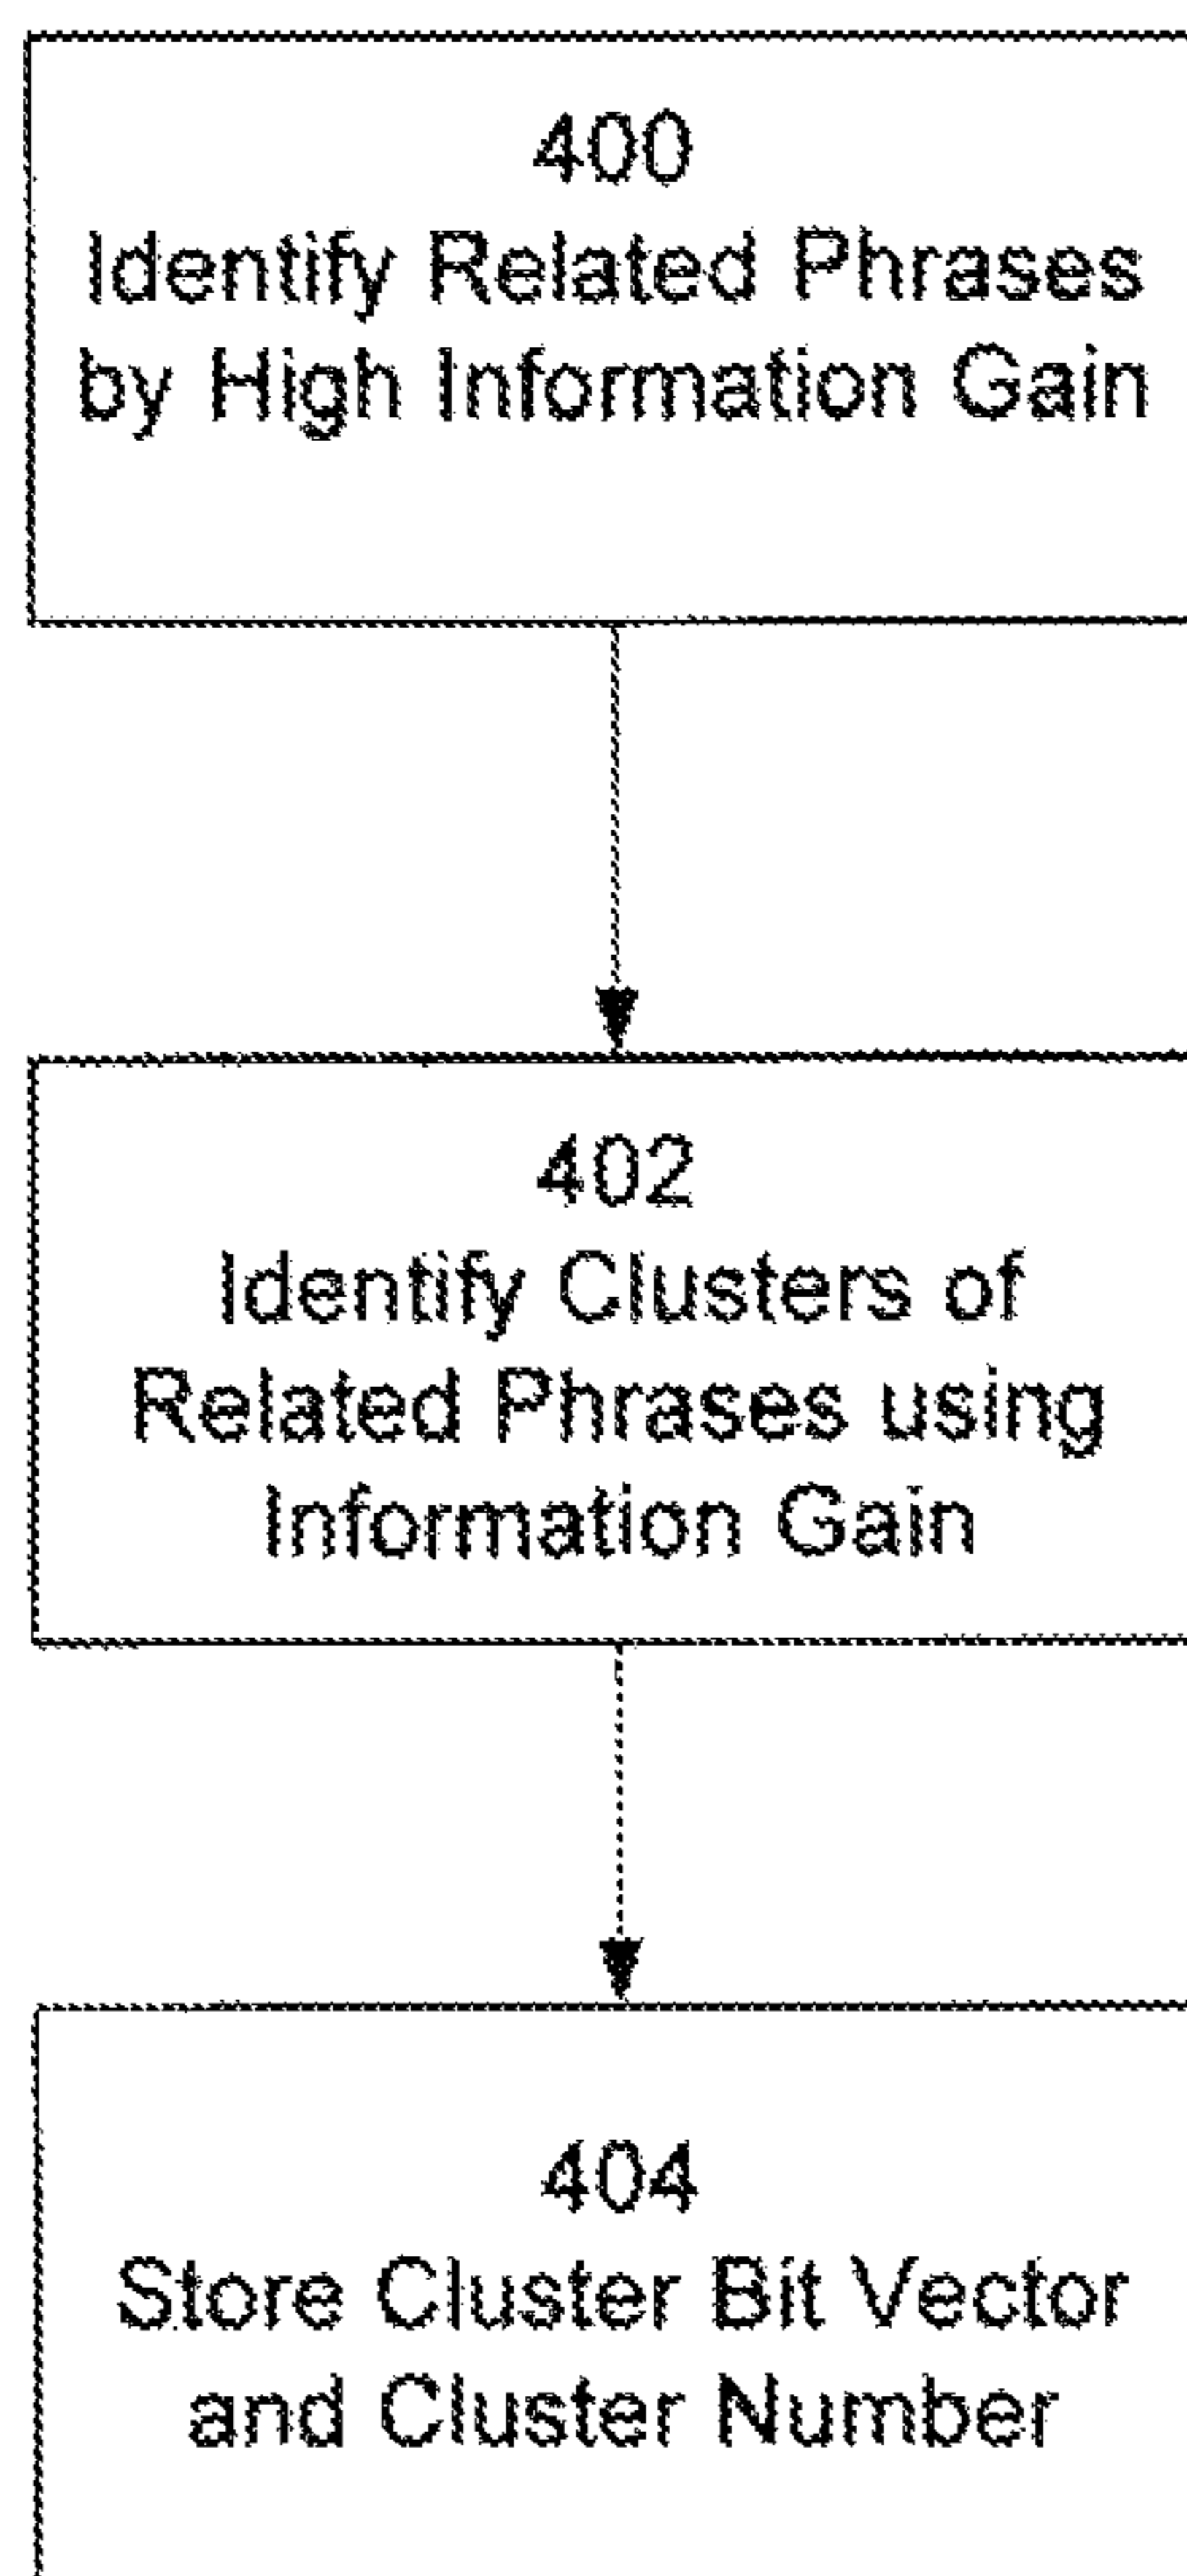 400
Identify Related Phrases
by High Information Gain
402
Identify Clusters of
Related Phrases using
Information Gain
404
Store Cluster Bit Vector
and Cluster Number